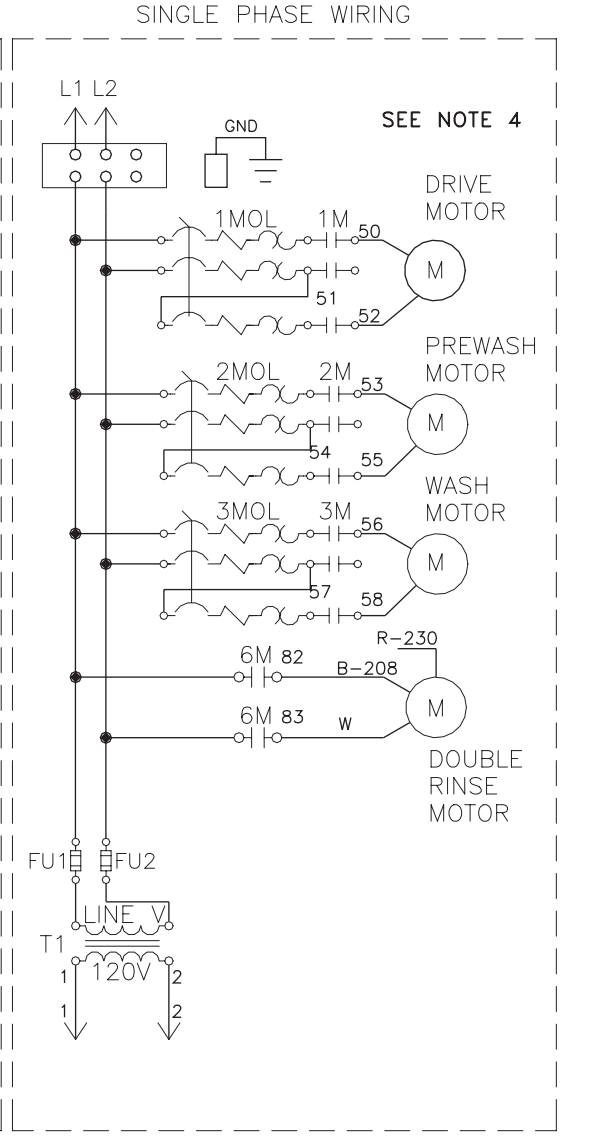 SINGLE PHASE WIRING
L1 L2
GND
SEE NOTE 4
DRIVE
MOTOR
1MOL 1M 50
M
51
52
PREWASH
MOTOR
2MOL 2M 53
M
54
55
WASH
MOTOR
3MOL 3M 56
M
57
58
R-230
6M 82
B-208
M
6M 83
W
DOUBLE
RINSE
MOTOR
FU1 FU2
LINE V
T1
120V
1 2
1 2